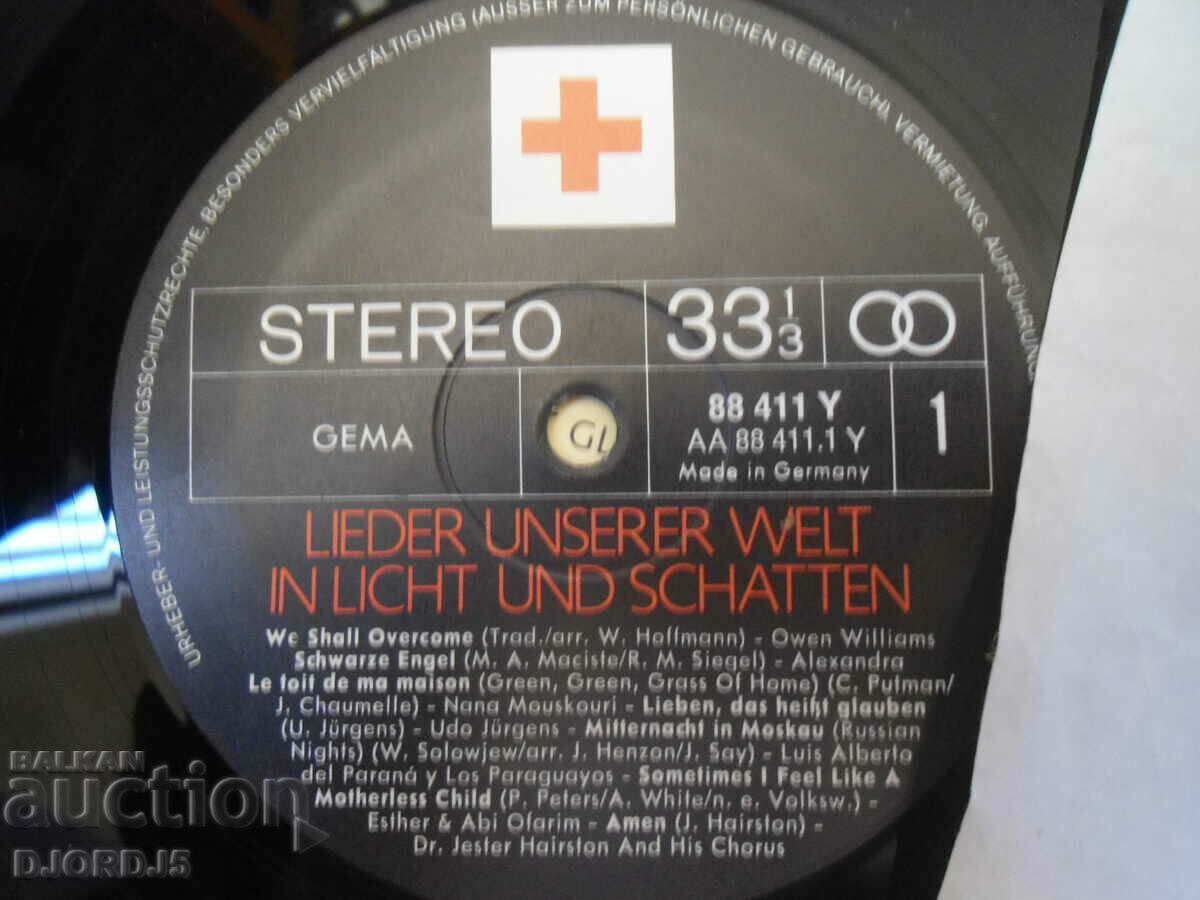 URHEBER- UND LEISTUNGSSCHUTZRECHTE, BESONDERS VERVIELFÄLTIGUNG (AUSSER ZUM PERSÖNLICHEN GEBRAUCH), VERMIETUNG, AUFFÜHRUNG,
STEREO 33 1/3
GEMA 88 411 Y 1
AA 88 411.1 Y
Made in Germany
GL
LIEDER UNSERER WELT
IN LICHT UND SCHATTEN
We Shall Overcome (Trad./arr. W. Hoffmann) - Owen Williams
Schwarze Engel (M. A. Maciste/R. M. Siegel) - Alexandra
Le toit de ma maison (Green, Green, Grass Of Home) (C. Putman/
J. Chaumelle) - Nana Mouskouri - Lieben, das heißt glauben
(U. Jürgens) - Udo Jürgens - Mitternacht in Moskau (Russian
Nights) (W. Solowjew/arr. J. Henzon/J. Say) - Luis Alberto
del Paraná y Los Paraguayos - Sometimes I Feel Like A
Motherless Child (P. Peters/A. White/n. e. Volksw.) -
Esther & Abi Ofarim - Amen (J. Hairston) -
Dr. Jester Hairston And His Chorus
BALKAN
auction
DJORDJ5